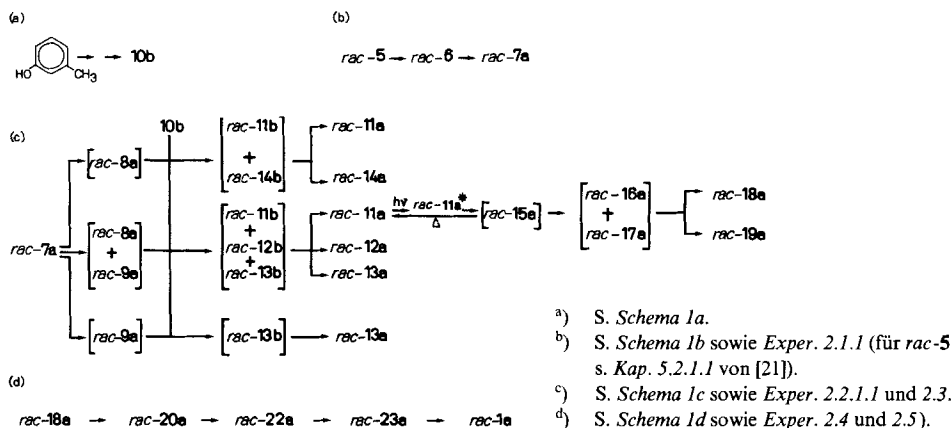 (a)
HO CH₃ 10b
(b)
rac-5 → rac-6 → rac-7a
(c)
10b
rac-7a
[rac-8a]
[rac-8a + rac-9a]
[rac-9a]
[rac-11b + rac-14b]
rac-11a
rac-14a
[rac-11b + rac-12b + rac-13b]
rac-11a
rac-12a
rac-13a
[rac-13b] → rac-13a
hν rac-11a* Δ
[rac-15a]
[rac-16a + rac-17a]
rac-18a
rac-19a
(d)
rac-18a → rac-20a → rac-22a → rac-23a → rac-1a
a) S. Schema 1a.
b) S. Schema 1b sowie Exper. 2.1.1 (für rac-5
s. Kap. 5.2.1.1 von [21]).
c) S. Schema 1c sowie Exper. 2.2.1.1 und 2.3.
d) S. Schema 1d sowie Exper. 2.4 und 2.5).